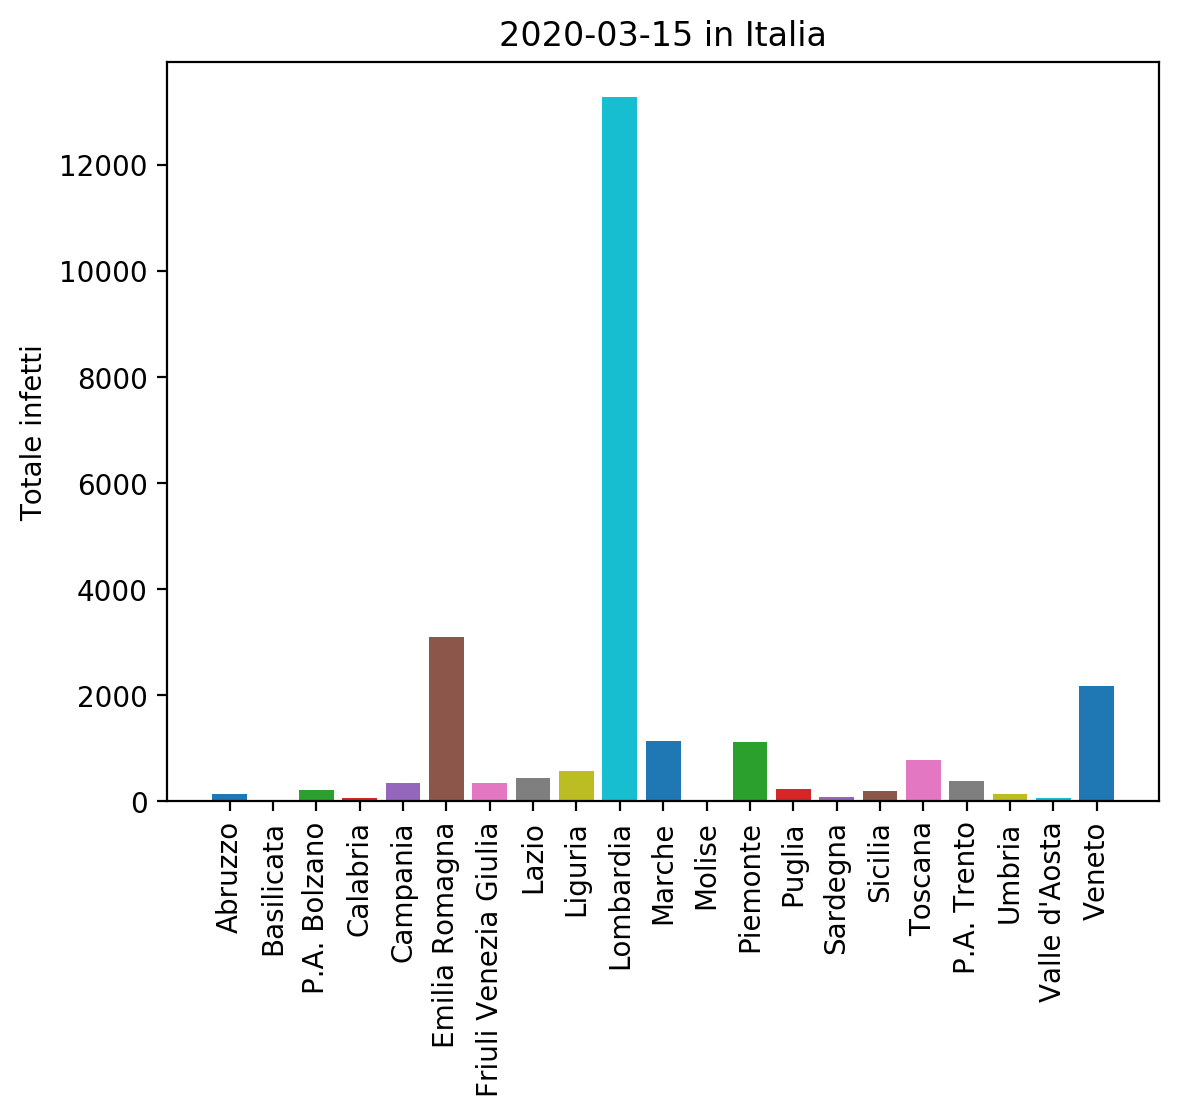 2020-03-15 in Italia
Totale infetti
12000
10000
8000
6000
4000
2000
0
Abruzzo
Basilicata
P.A. Bolzano
Calabria
Campania
Emilia Romagna
Friuli Venezia Giulia
Lazio
Liguria
Lombardia
Marche
Molise
Piemonte
Puglia
Sardegna
Sicilia
Toscana
P.A. Trento
Umbria
Valle d'Aosta
Veneto